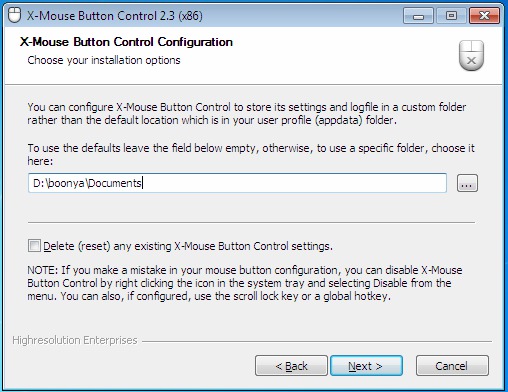 X-Mouse Button Control 2.3 (x86)
X-Mouse Button Control Configuration
Choose your installation options
You can configure X-Mouse Button Control to store its settings and logfile in a custom folder
rather than the default location which is in your user profile (appdata) folder.
To use the defaults leave the field below empty, otherwise, to use a specific folder, choose it
here:
D:\boonya\Documents
...
Delete (reset) any existing X-Mouse Button Control settings.
NOTE: If you make a mistake in your mouse button configuration, you can disable X-Mouse
Button Control by right clicking the icon in the system tray and selecting Disable from the
menu. You can also, if configured, use the scroll lock key or a global hotkey.
Highresolution Enterprises
< Back
Next >
Cancel